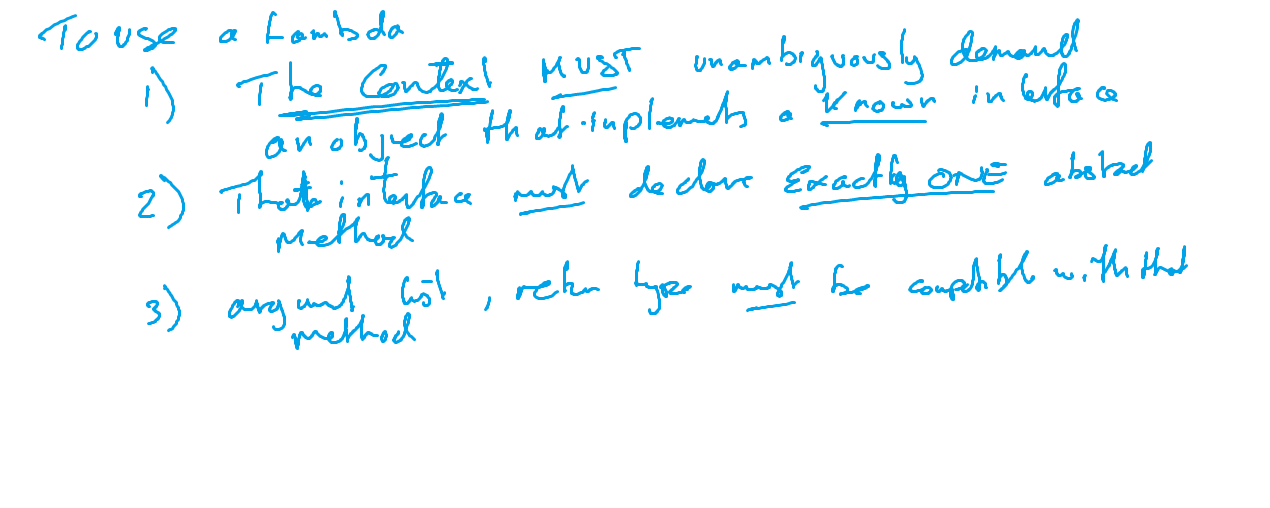 To use a Lambda
1) The Context MUST unambiguously demand
an object that implemets a Known interface
2) That interface must declare Exactly ONE abstract
Method
3) argument list, return type must be compatible with that
method